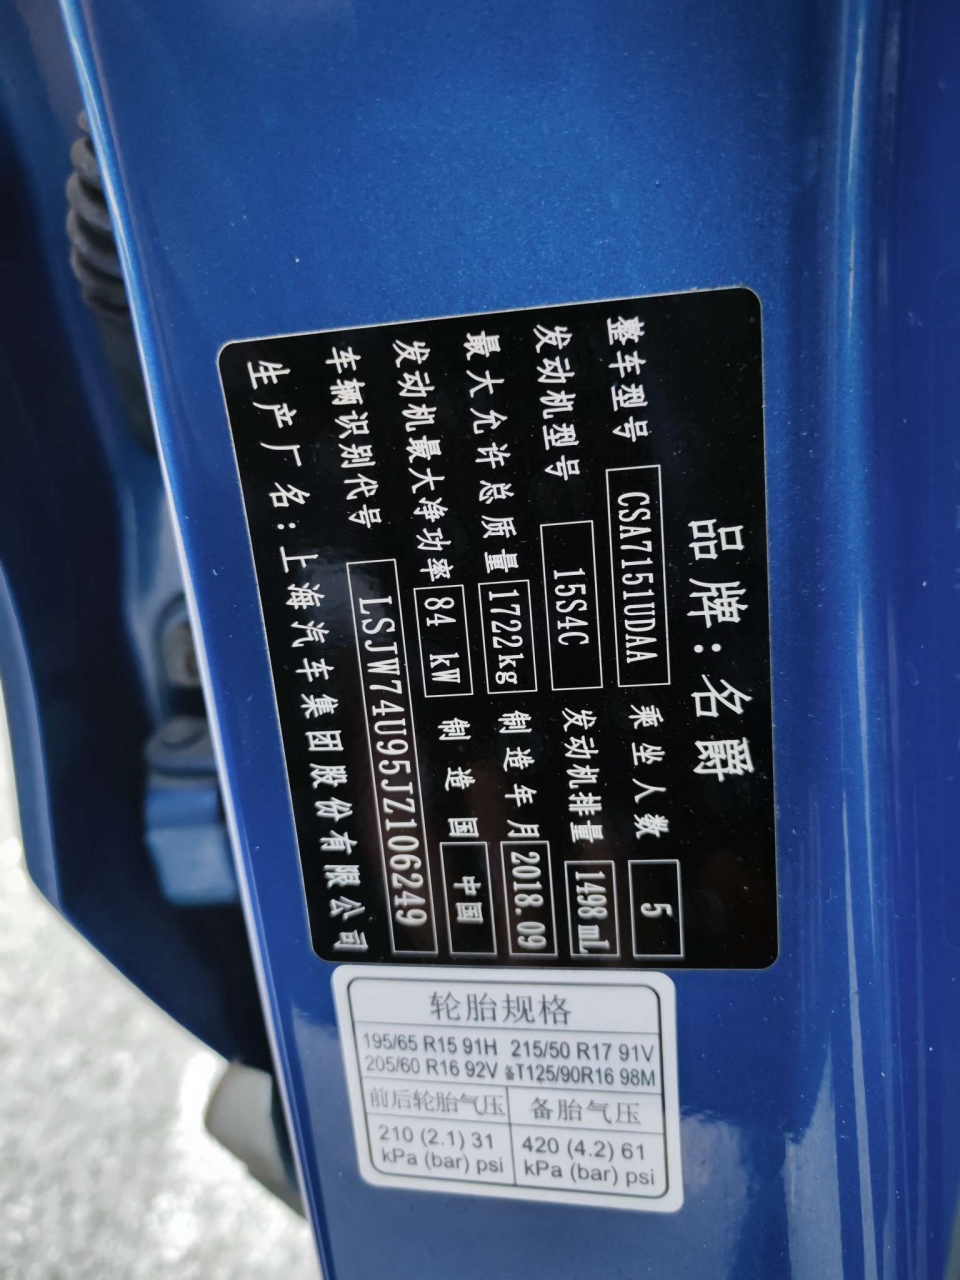 品牌：名爵
整车型号 CSA7151UDAA 乘坐人数 5
发动机型号 15S4C 发动机排量 1498 mL
最大允许总质量 1722kg 制造年月 2018.09
发动机最大净功率 84 kW 制造国 中国
车辆识别代号 LSJW74U95JZ106249
生产厂名：上海汽车集团股份有限公司
轮胎规格
195/65 R15 91H 215/50 R17 91V
205/60 R16 92V 备T125/90R16 98M
前后轮胎气压 备胎气压
210 (2.1) 31 420 (4.2) 61
kPa (bar) psi kPa (bar) psi